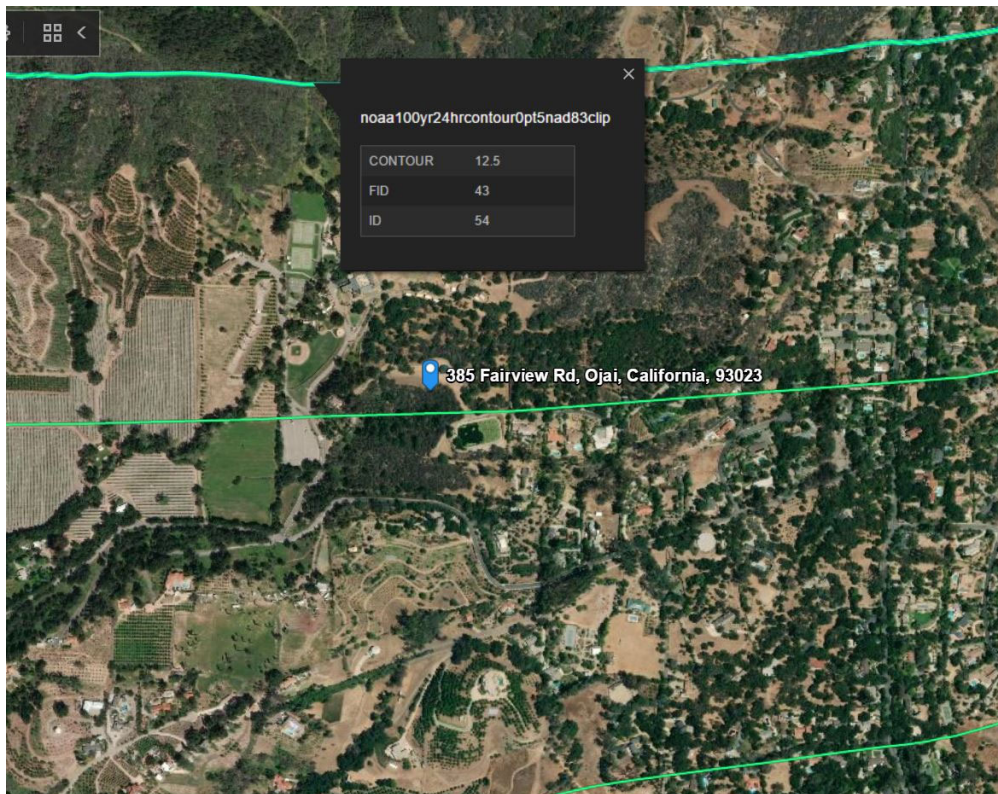 noaa100yr24hrcontour0pt5nad83clip
CONTOUR 12.5
FID 43
ID 54
385 Fairview Rd, Ojai, California, 93023